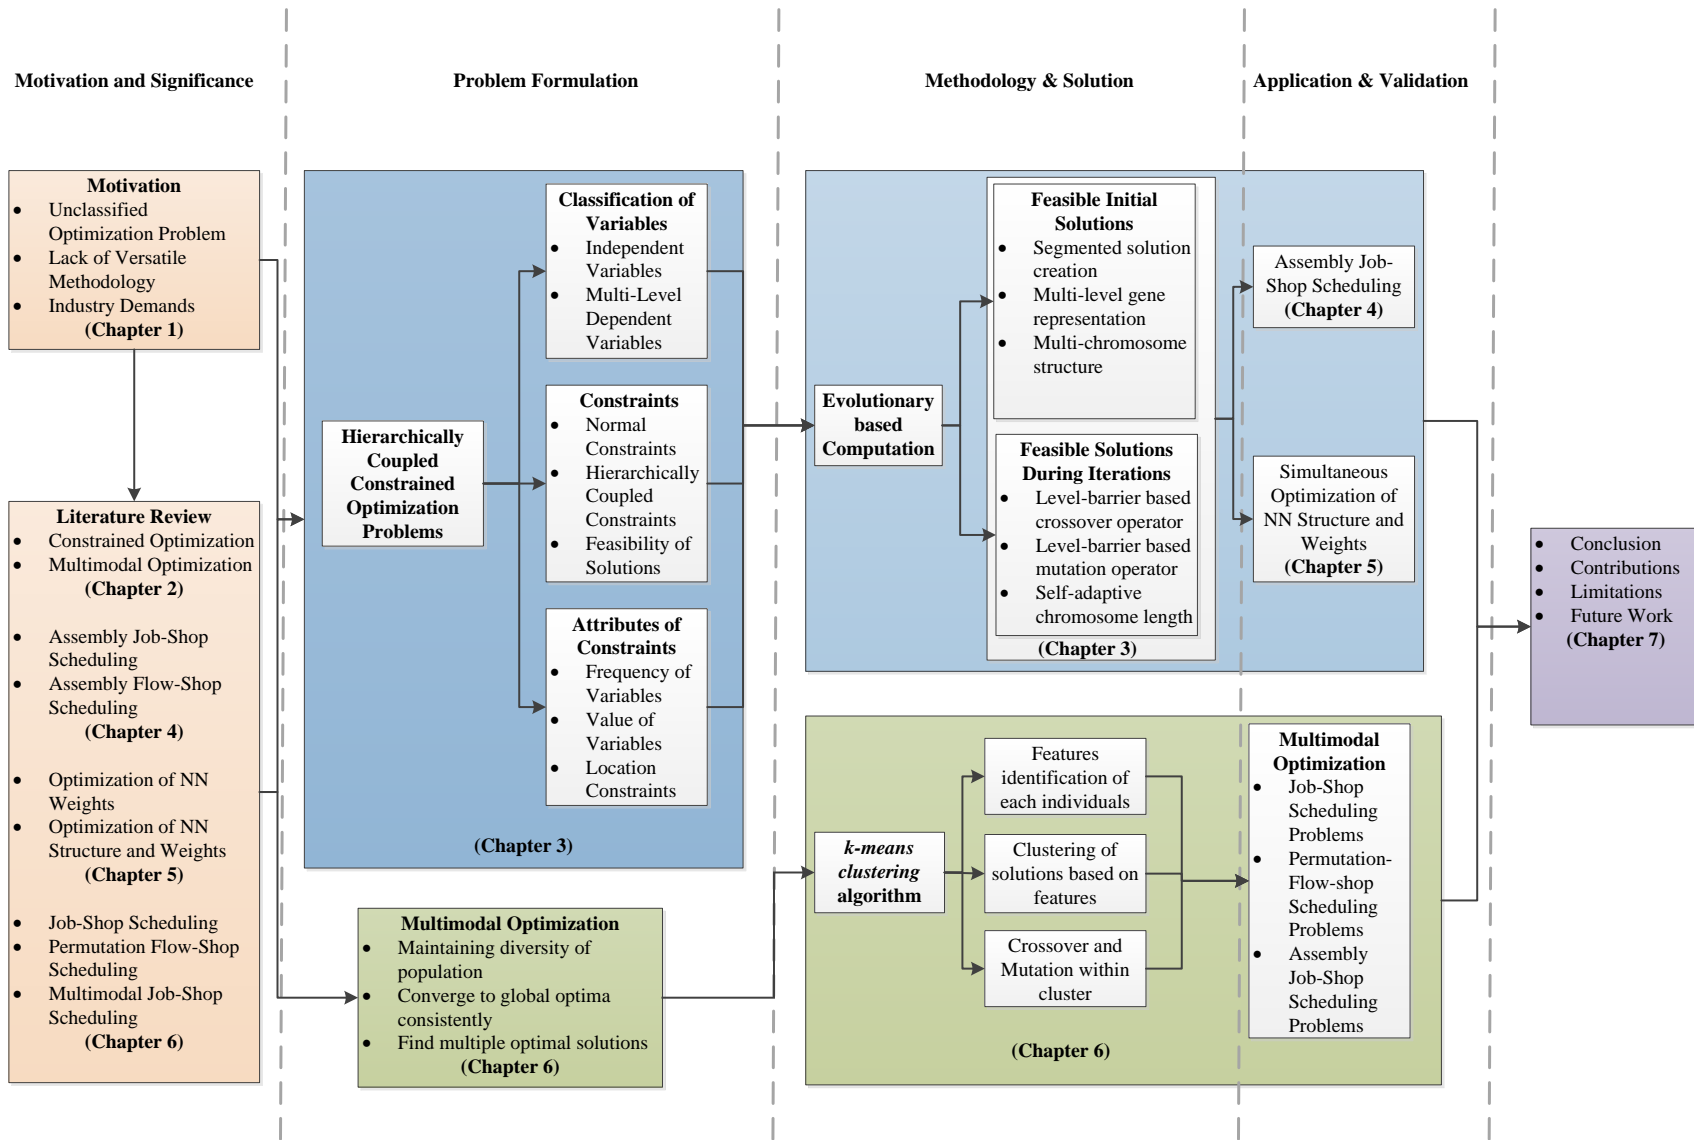 Motivation and Significance
Problem Formulation
Methodology & Solution
Application & Validation
Motivation
• Unclassified
Optimization Problem
• Lack of Versatile
Methodology
• Industry Demands
(Chapter 1)
Literature Review
• Constrained Optimization
• Multimodal Optimization
(Chapter 2)
• Assembly Job-Shop
Scheduling
• Assembly Flow-Shop
Scheduling
(Chapter 4)
• Optimization of NN
Weights
• Optimization of NN
Structure and Weights
(Chapter 5)
• Job-Shop Scheduling
• Permutation Flow-Shop
Scheduling
• Multimodal Job-Shop
Scheduling
(Chapter 6)
Hierarchically
Coupled
Constrained
Optimization
Problems
Classification of
Variables
• Independent
Variables
• Multi-Level
Dependent
Variables
Constraints
• Normal
Constraints
• Hierarchically
Coupled
Constraints
• Feasibility of
Solutions
Attributes of
Constraints
• Frequency of
Variables
• Value of
Variables
• Location
Constraints
(Chapter 3)
Multimodal Optimization
• Maintaining diversity of
population
• Converge to global optima
consistently
• Find multiple optimal solutions
(Chapter 6)
Evolutionary
based
Computation
Feasible Initial
Solutions
• Segmented solution
creation
• Multi-level gene
representation
• Multi-chromosome
structure
Feasible Solutions
During Iterations
• Level-barrier based
crossover operator
• Level-barrier based
mutation operator
• Self-adaptive
chromosome length
(Chapter 3)
Assembly Job-
Shop Scheduling
(Chapter 4)
Simultaneous
Optimization of
NN Structure and
Weights
(Chapter 5)
k-means
clustering
algorithm
Features
identification of
each individuals
Clustering of
solutions based on
features
Crossover and
Mutation within
cluster
(Chapter 6)
Multimodal
Optimization
• Job-Shop
Scheduling
Problems
• Permutation-
Flow-shop
Scheduling
Problems
• Assembly
Job-Shop
Scheduling
Problems
• Conclusion
• Contributions
• Limitations
• Future Work
(Chapter 7)